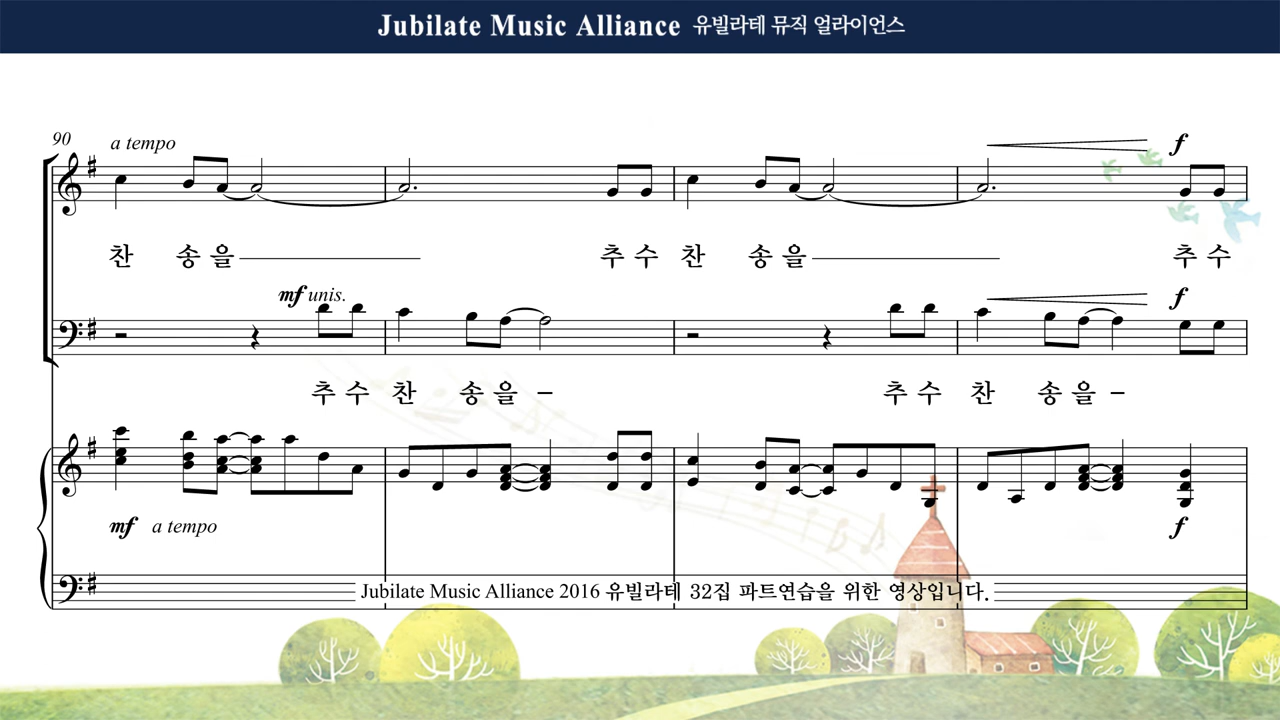 Jubilate Music Alliance 유빌라테 뮤직 얼라이언스
90 a tempo
f
찬 송 을 추 수 찬 송 을 추 수
mf unis.
f
추 수 찬 송 을 추 수 찬 송 을
mf a tempo
f
Jubilate Music Alliance 2016 유빌라테 32집 파트연습을 위한 영상입니다.